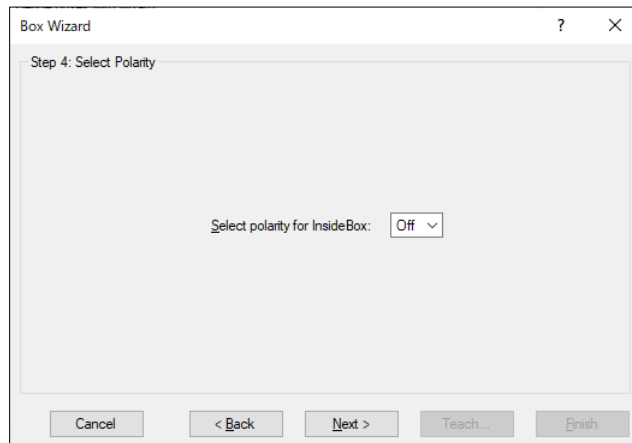 Box Wizard ?
Step 4: Select Polarity
Select polarity for InsideBox: Off
Cancel < Back Next > Teach... Finish